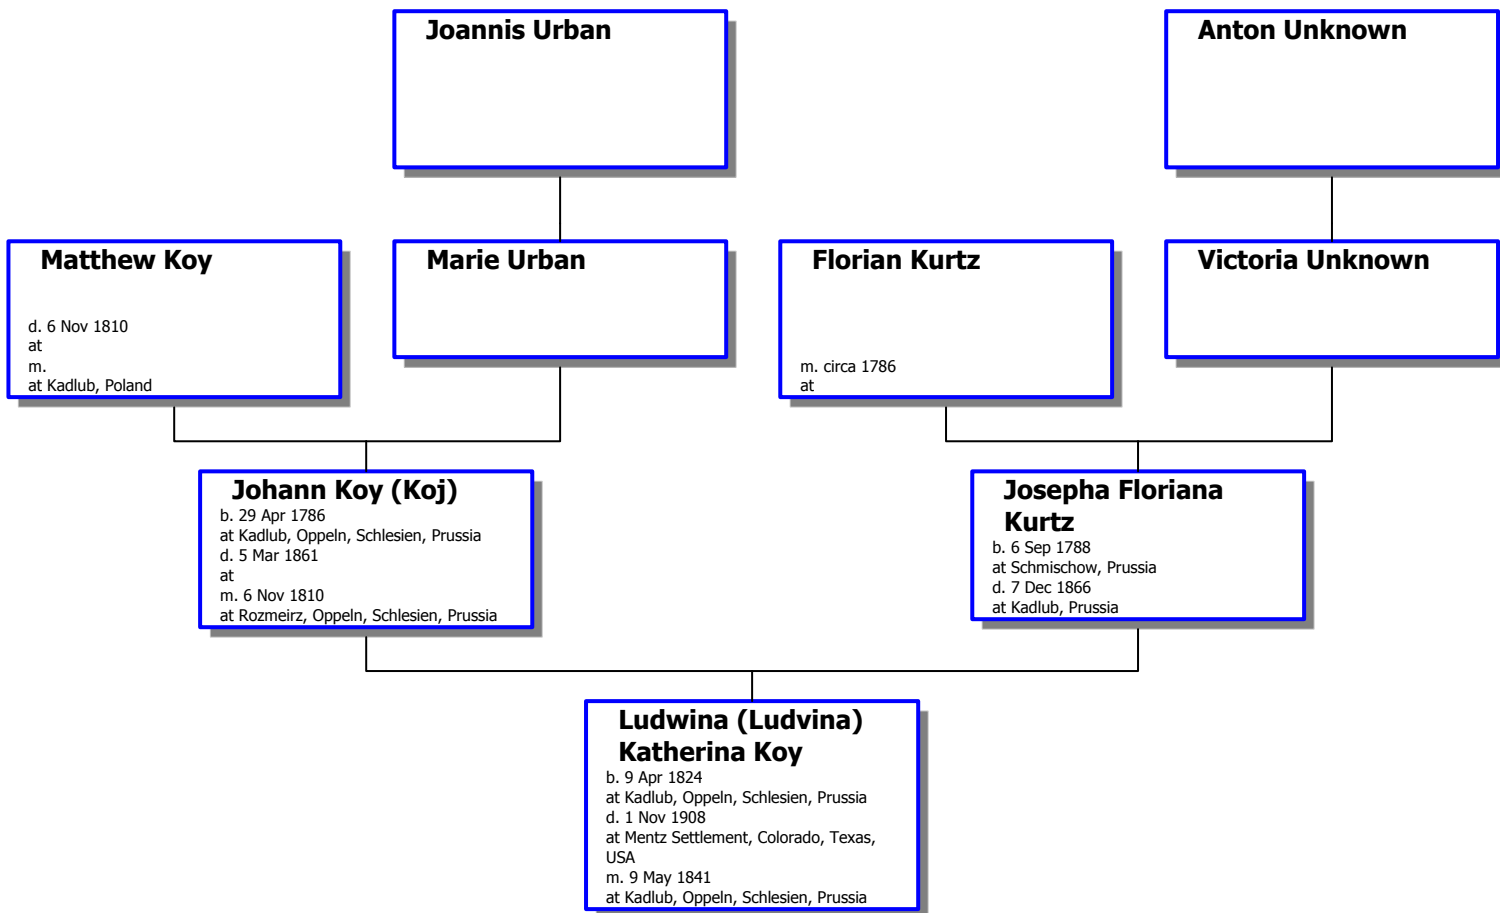 Joannis Urban
Anton Unknown
Matthew Koy
d. 6 Nov 1810
at
m.
at Kadlub, Poland
Marie Urban
Florian Kurtz
m. circa 1786
at
Victoria Unknown
Johann Koy (Koj)
b. 29 Apr 1786
at Kadlub, Oppeln, Schlesien, Prussia
d. 5 Mar 1861
at
m. 6 Nov 1810
at Rozmeirz, Oppeln, Schlesien, Prussia
Josepha Floriana
Kurtz
b. 6 Sep 1788
at Schmischow, Prussia
d. 7 Dec 1866
at Kadlub, Prussia
Ludwina (Ludvina)
Katherina Koy
b. 9 Apr 1824
at Kadlub, Oppeln, Schlesien, Prussia
d. 1 Nov 1908
at Mentz Settlement, Colorado, Texas,
USA
m. 9 May 1841
at Kadlub, Oppeln, Schlesien, Prussia